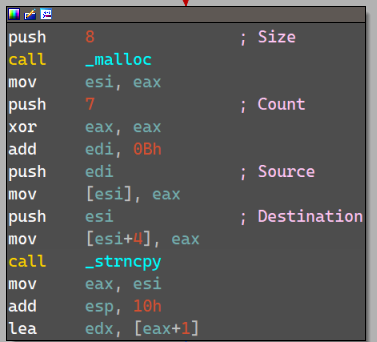 push 8 ; Size
call _malloc
mov esi, eax
push 7 ; Count
xor eax, eax
add edi, 0Bh
push edi ; Source
mov [esi], eax
push esi ; Destination
mov [esi+4], eax
call _strncpy
mov eax, esi
add esp, 10h
lea edx, [eax+1]